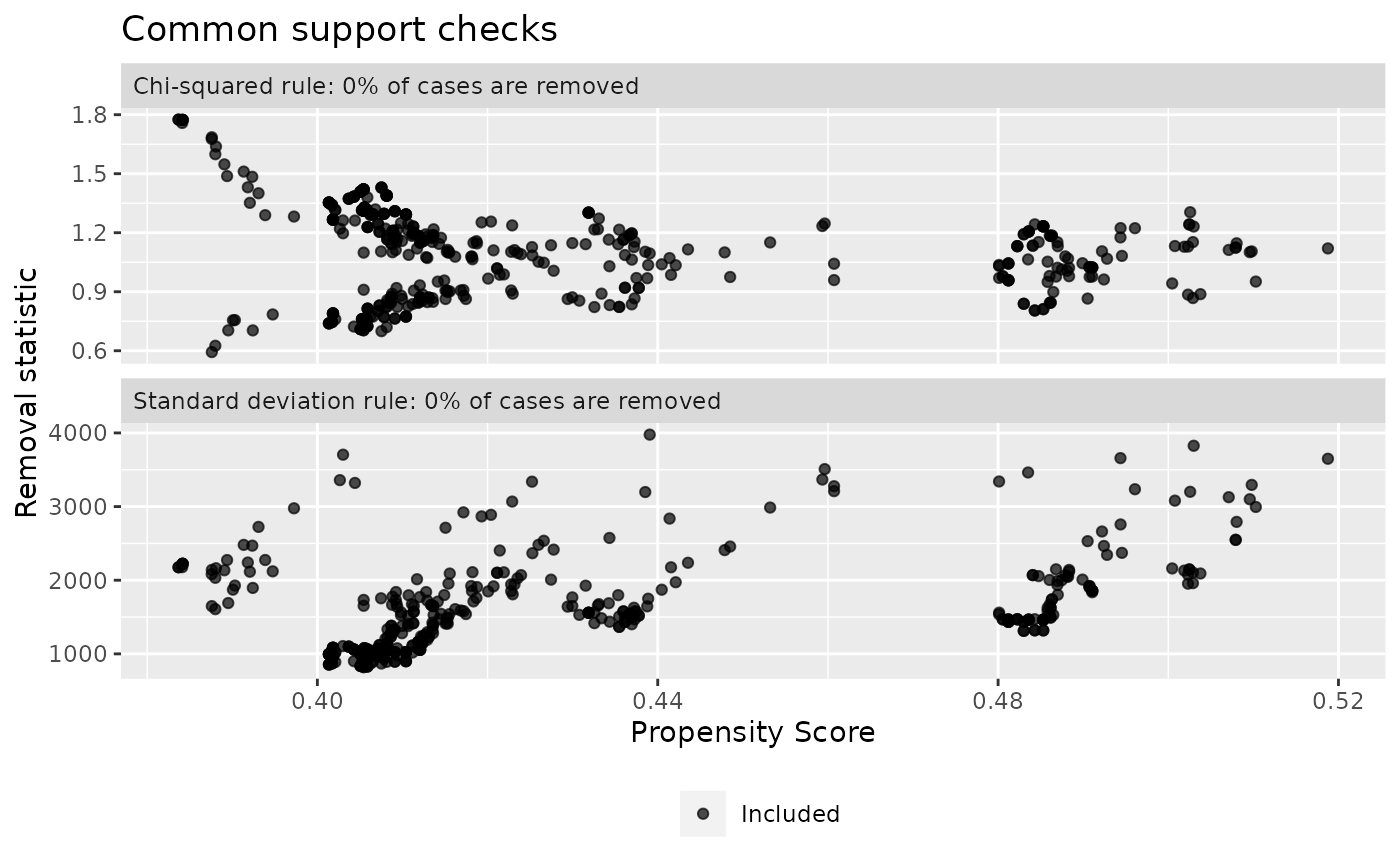 Common support checks
Chi-squared rule: 0% of cases are removed
1.8
1.5
1.2
0.9
0.6
Removal statistic
Standard deviation rule: 0% of cases are removed
4000
3000
2000
1000
0.40 0.44 0.48 0.52
Propensity Score
Included